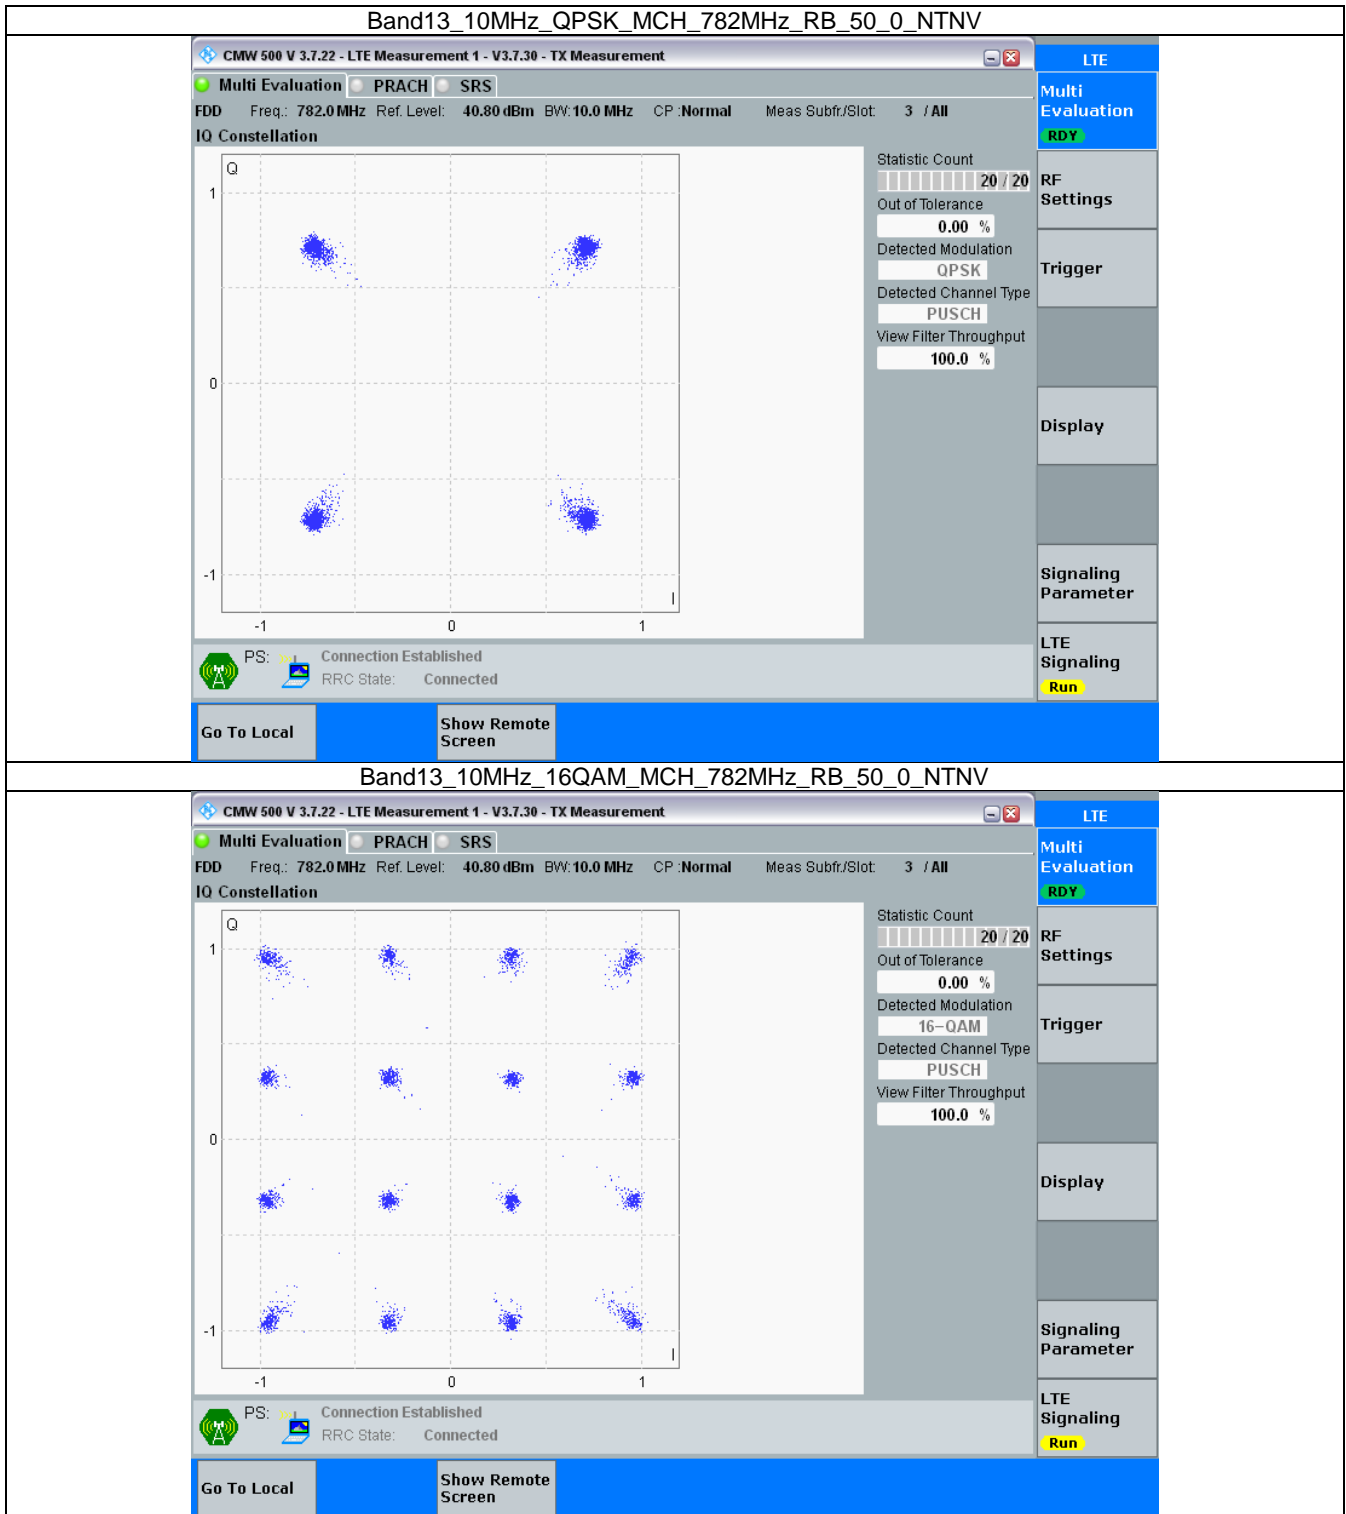 Band13_10MHz_QPSK_MCH_782MHz_RB_50_0_NTNV
CMW 500 V 3.7.22 - LTE Measurement 1 - V3.7.30 - TX Measurement
LTE
Multi Evaluation PRACH SRS
Multi
Evaluation
RDY
FDD Freq.: 782.0 MHz Ref. Level: 40.80 dBm BW: 10.0 MHz CP : Normal Meas Subfr./Slot: 3 / All
IQ Constellation
Q
1
0
-1
I
-1 0 1
Statistic Count
20 / 20
Out of Tolerance
0.00 %
Detected Modulation
QPSK
Detected Channel Type
PUSCH
View Filter Throughput
100.0 %
RF
Settings
Trigger
Display
Signaling
Parameter
LTE
Signaling
Run
PS: Connection Established
RRC State: Connected
Go To Local
Show Remote
Screen
Band13_10MHz_16QAM_MCH_782MHz_RB_50_0_NTNV
CMW 500 V 3.7.22 - LTE Measurement 1 - V3.7.30 - TX Measurement
LTE
Multi Evaluation PRACH SRS
Multi
Evaluation
RDY
FDD Freq.: 782.0 MHz Ref. Level: 40.80 dBm BW: 10.0 MHz CP : Normal Meas Subfr./Slot: 3 / All
IQ Constellation
Q
1
0
-1
I
-1 0 1
Statistic Count
20 / 20
Out of Tolerance
0.00 %
Detected Modulation
16-QAM
Detected Channel Type
PUSCH
View Filter Throughput
100.0 %
RF
Settings
Trigger
Display
Signaling
Parameter
LTE
Signaling
Run
PS: Connection Established
RRC State: Connected
Go To Local
Show Remote
Screen